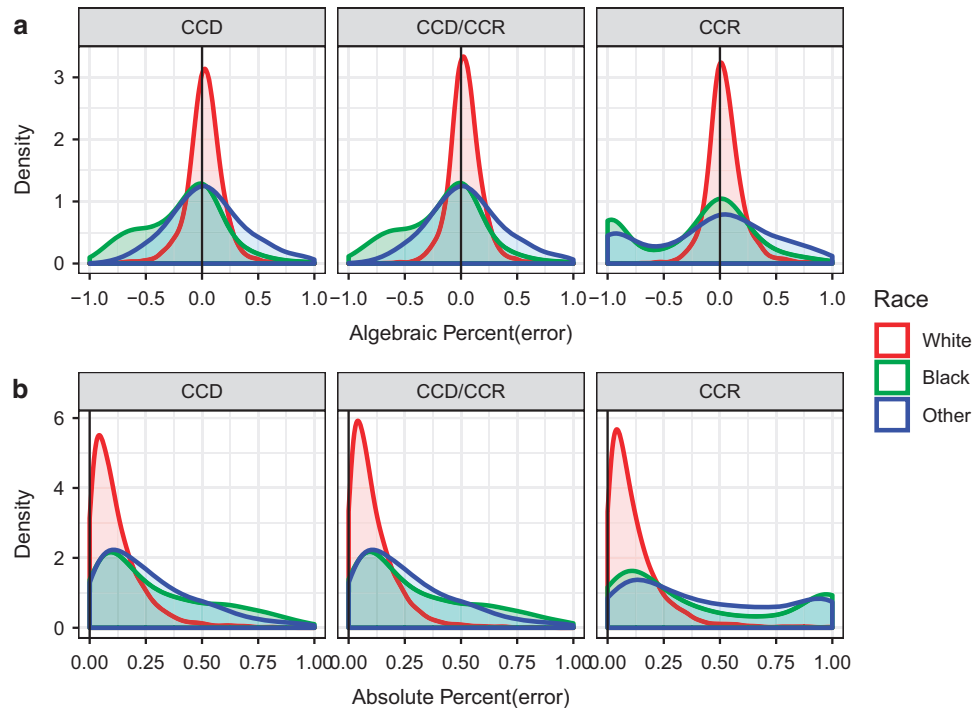 a
CCD
CCD/CCR
CCR
Density
3
2
1
0
−1.0 −0.5 0.0 0.5 1.0
−1.0 −0.5 0.0 0.5 1.0
−1.0 −0.5 0.0 0.5 1.0
Algebraic Percent(error)
Race
White
Black
Other
b
CCD
CCD/CCR
CCR
Density
6
4
2
0
0.00 0.25 0.50 0.75 1.00
0.00 0.25 0.50 0.75 1.00
0.00 0.25 0.50 0.75 1.00
Absolute Percent(error)